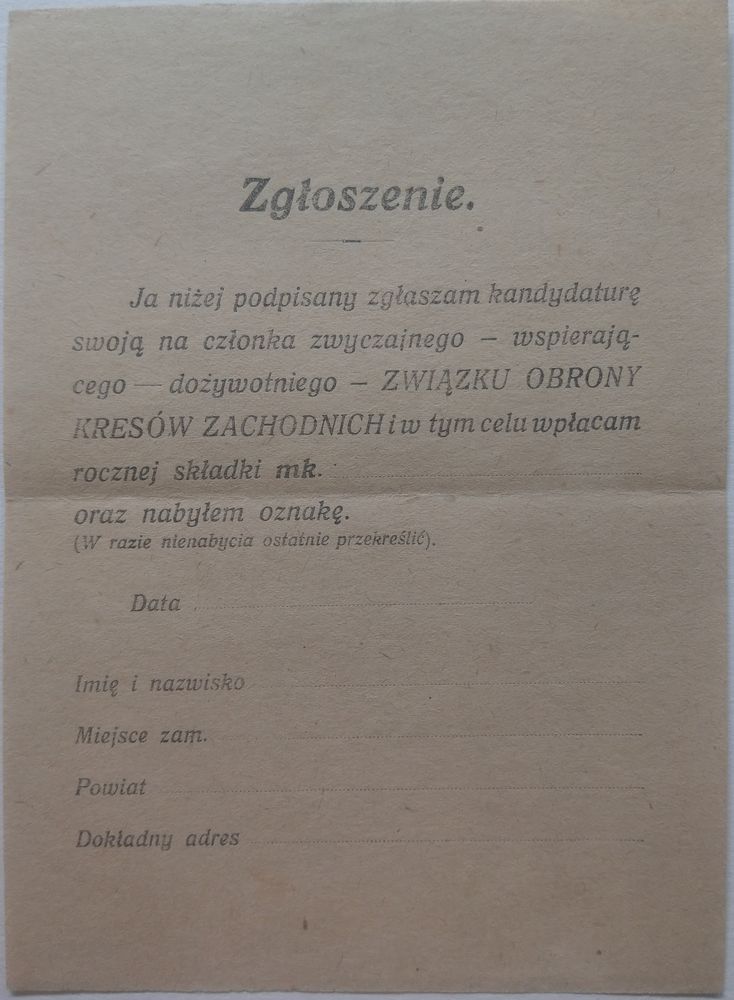 Zgłoszenie.
Ja niżej podpisany zgłaszam kandydaturę
swoją na członka zwyczajnego – wspierają-
cego — dożywotniego – ZWIĄZKU OBRONY
KRESÓW ZACHODNICH i w tym celu wpłacam
rocznej składki mk.
oraz nabyłem oznakę.
(W razie nienabycia ostatnie przekreślić).
Data
Imię i nazwisko
Miejsce zam.
Powiat
Dokładny adres